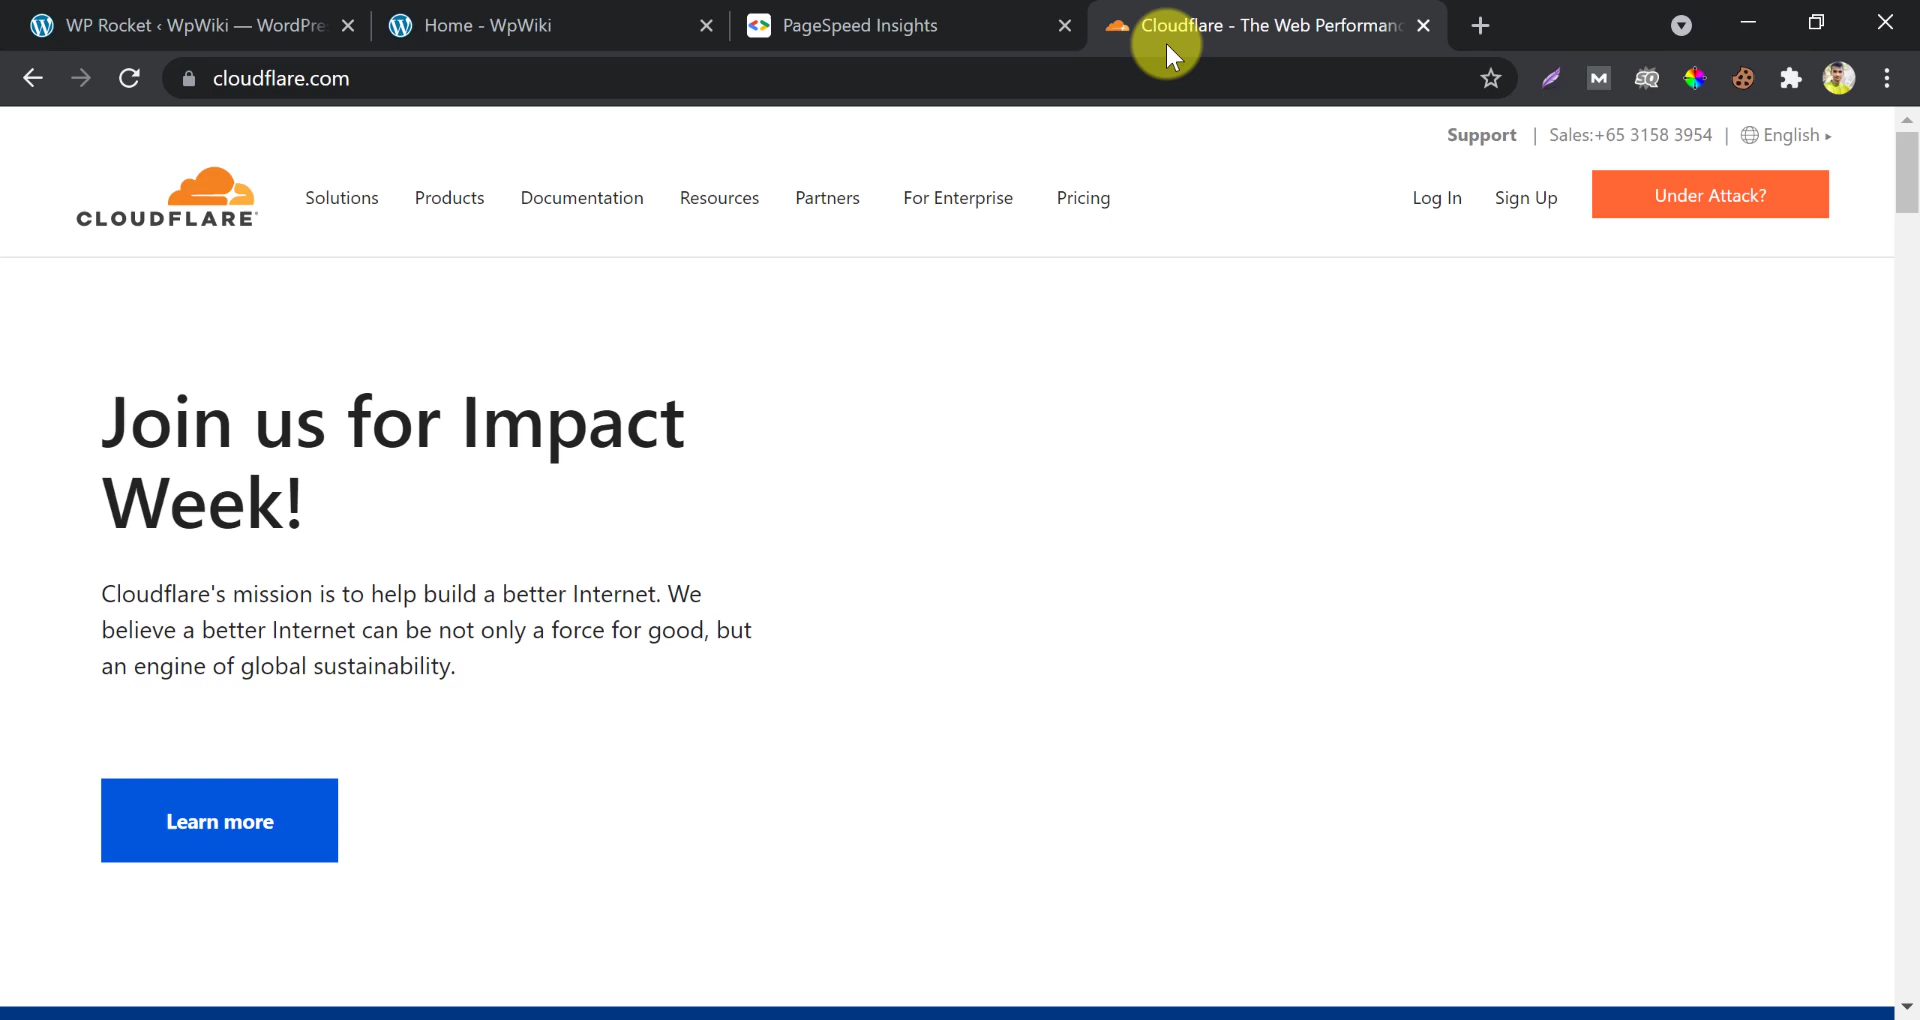 WP Rocket ‹ WpWiki — WordPre
Home - WpWiki
PageSpeed Insights
Cloudflare - The Web Performanc
cloudflare.com
Support | Sales:+65 3158 3954 | English
CLOUDFLARE
Solutions Products Documentation Resources Partners For Enterprise Pricing
Log In Sign Up Under Attack?
Join us for Impact
Week!
Cloudflare's mission is to help build a better Internet. We
believe a better Internet can be not only a force for good, but
an engine of global sustainability.
Learn more